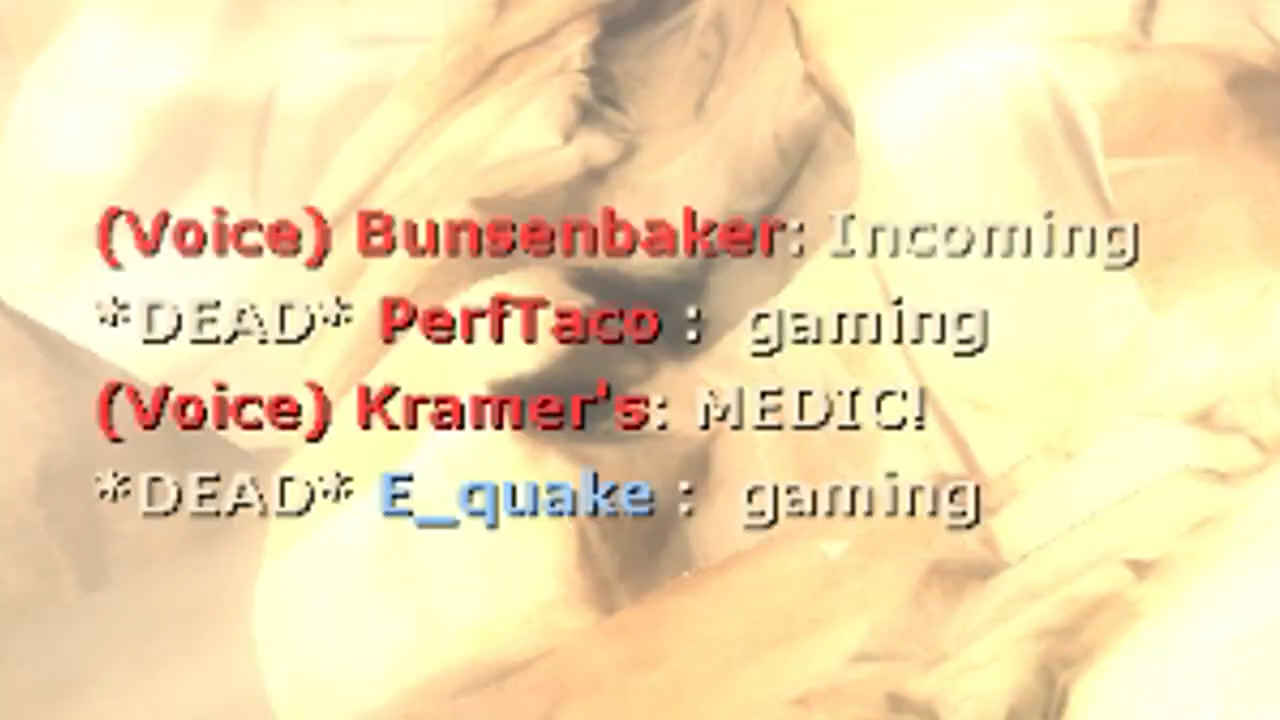 (Voice) Bunsenbaker: Incoming
*DEAD* PerfTaco :  gaming
(Voice) Kramer's: MEDIC!
*DEAD* E_quake :  gaming